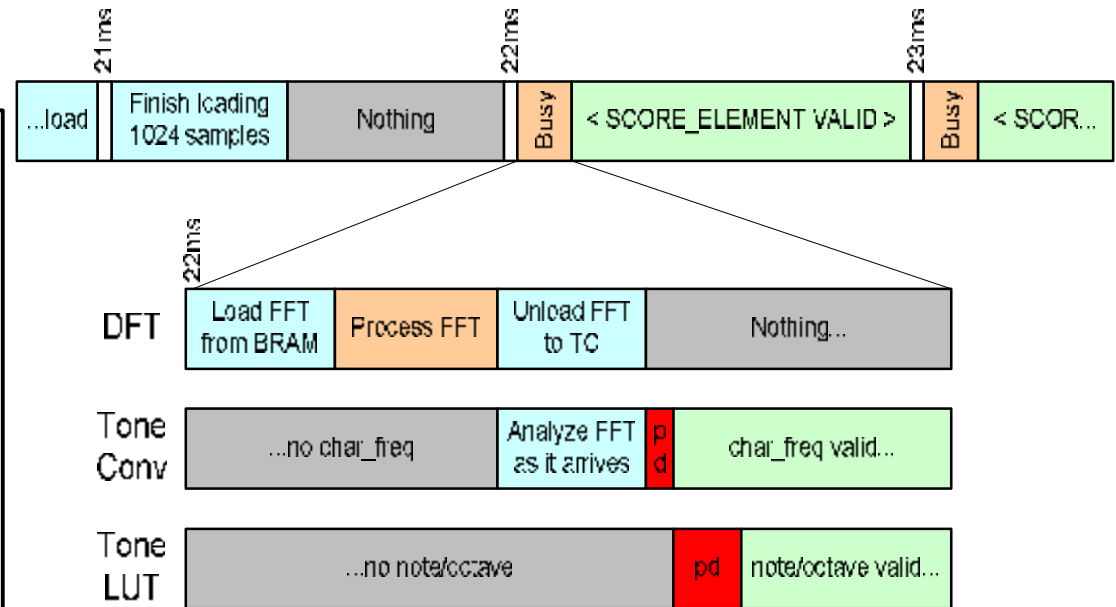 21ms
22ms
23ms
...load
Finish loading
1024 samples
Nothing
Busy
< SCORE_ELEMENT VALID >
Busy
< SCOR...
22ms
DFT
Load FFT
from BRAM
Process FFT
Unload FFT
to TC
Nothing...
Tone
Conv
...no char_freq
Analyze FFT
as it arrives
p
d
char_freq valid...
Tone
LUT
...no note/octave
pd
note/octave valid...